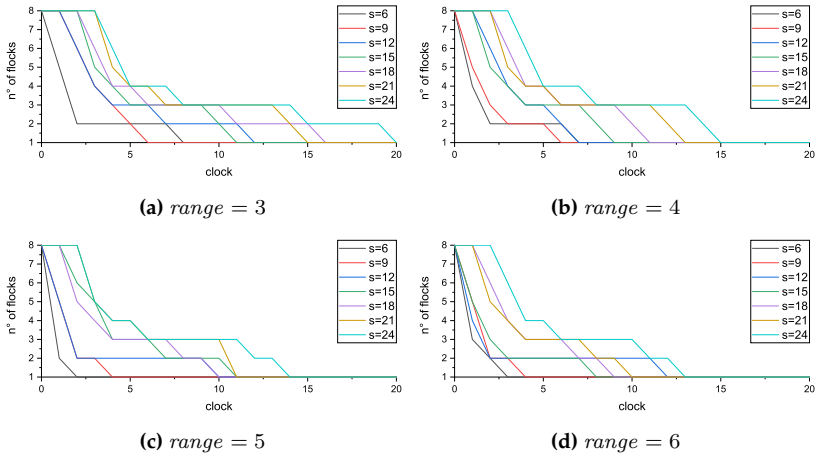 8
7
6
5
4
3
2
1
n° of flocks
0
5
10
15
20
clock
s=6
s=9
s=12
s=15
s=18
s=21
s=24
(a) range = 3
8
7
6
5
4
3
2
1
n° of flocks
0
5
10
15
20
clock
s=6
s=9
s=12
s=15
s=18
s=21
s=24
(b) range = 4
8
7
6
5
4
3
2
1
n° of flocks
0
5
10
15
20
clock
s=6
s=9
s=12
s=15
s=18
s=21
s=24
(c) range = 5
8
7
6
5
4
3
2
1
n° of flocks
0
5
10
15
20
clock
s=6
s=9
s=12
s=15
s=18
s=21
s=24
(d) range = 6